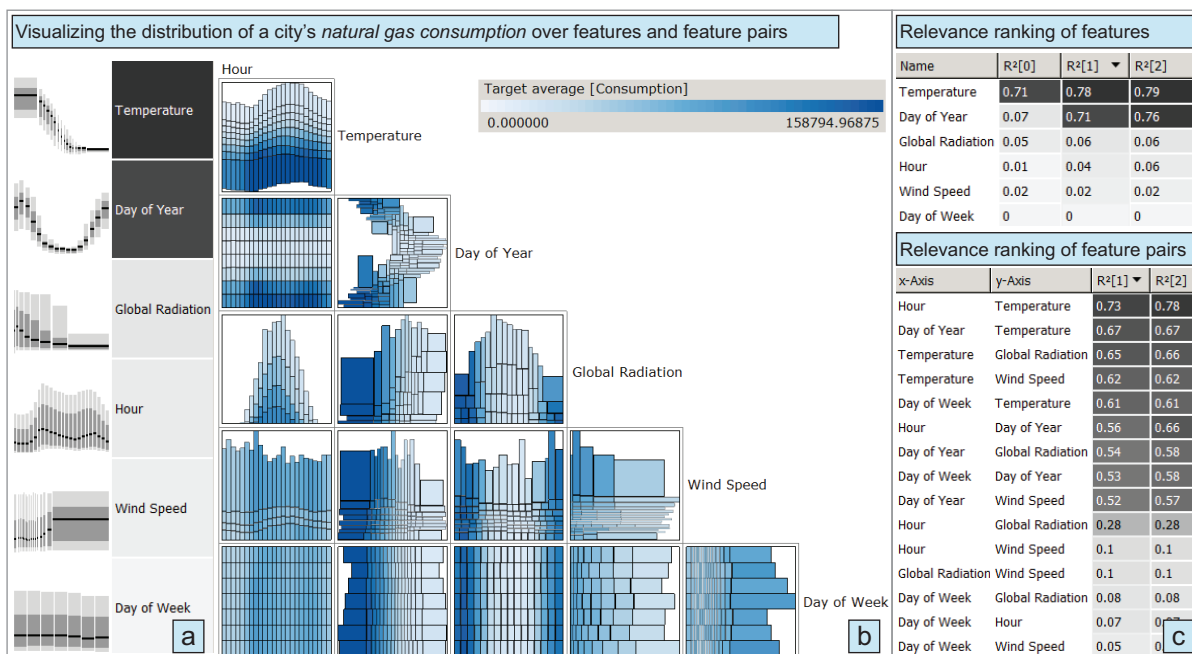 Visualizing the distribution of a city's natural gas consumption over features and feature pairs
Temperature
Day of Year
Global Radiation
Hour
Wind Speed
Day of Week
a
Hour
Target average [Consumption]
0.000000 158794.96875
Temperature
Day of Year
Global Radiation
Wind Speed
Day of Week
b
Relevance ranking of features
Name R²[0] R²[1] R²[2]
Temperature 0.71 0.78 0.79
Day of Year 0.07 0.71 0.76
Global Radiation 0.05 0.06 0.06
Hour 0.01 0.04 0.06
Wind Speed 0.02 0.02 0.02
Day of Week 0 0 0
Relevance ranking of feature pairs
x-Axis y-Axis R²[1] R²[2]
Hour Temperature 0.73 0.78
Day of Year Temperature 0.67 0.67
Temperature Global Radiation 0.65 0.66
Temperature Wind Speed 0.62 0.62
Day of Week Temperature 0.61 0.61
Hour Day of Year 0.56 0.66
Day of Year Global Radiation 0.54 0.58
Day of Week Day of Year 0.53 0.58
Day of Year Wind Speed 0.52 0.57
Hour Global Radiation 0.28 0.28
Hour Wind Speed 0.1 0.1
Global Radiation Wind Speed 0.1 0.1
Day of Week Global Radiation 0.08 0.08
Day of Week Hour 0.07
Day of Week Wind Speed 0.05
c